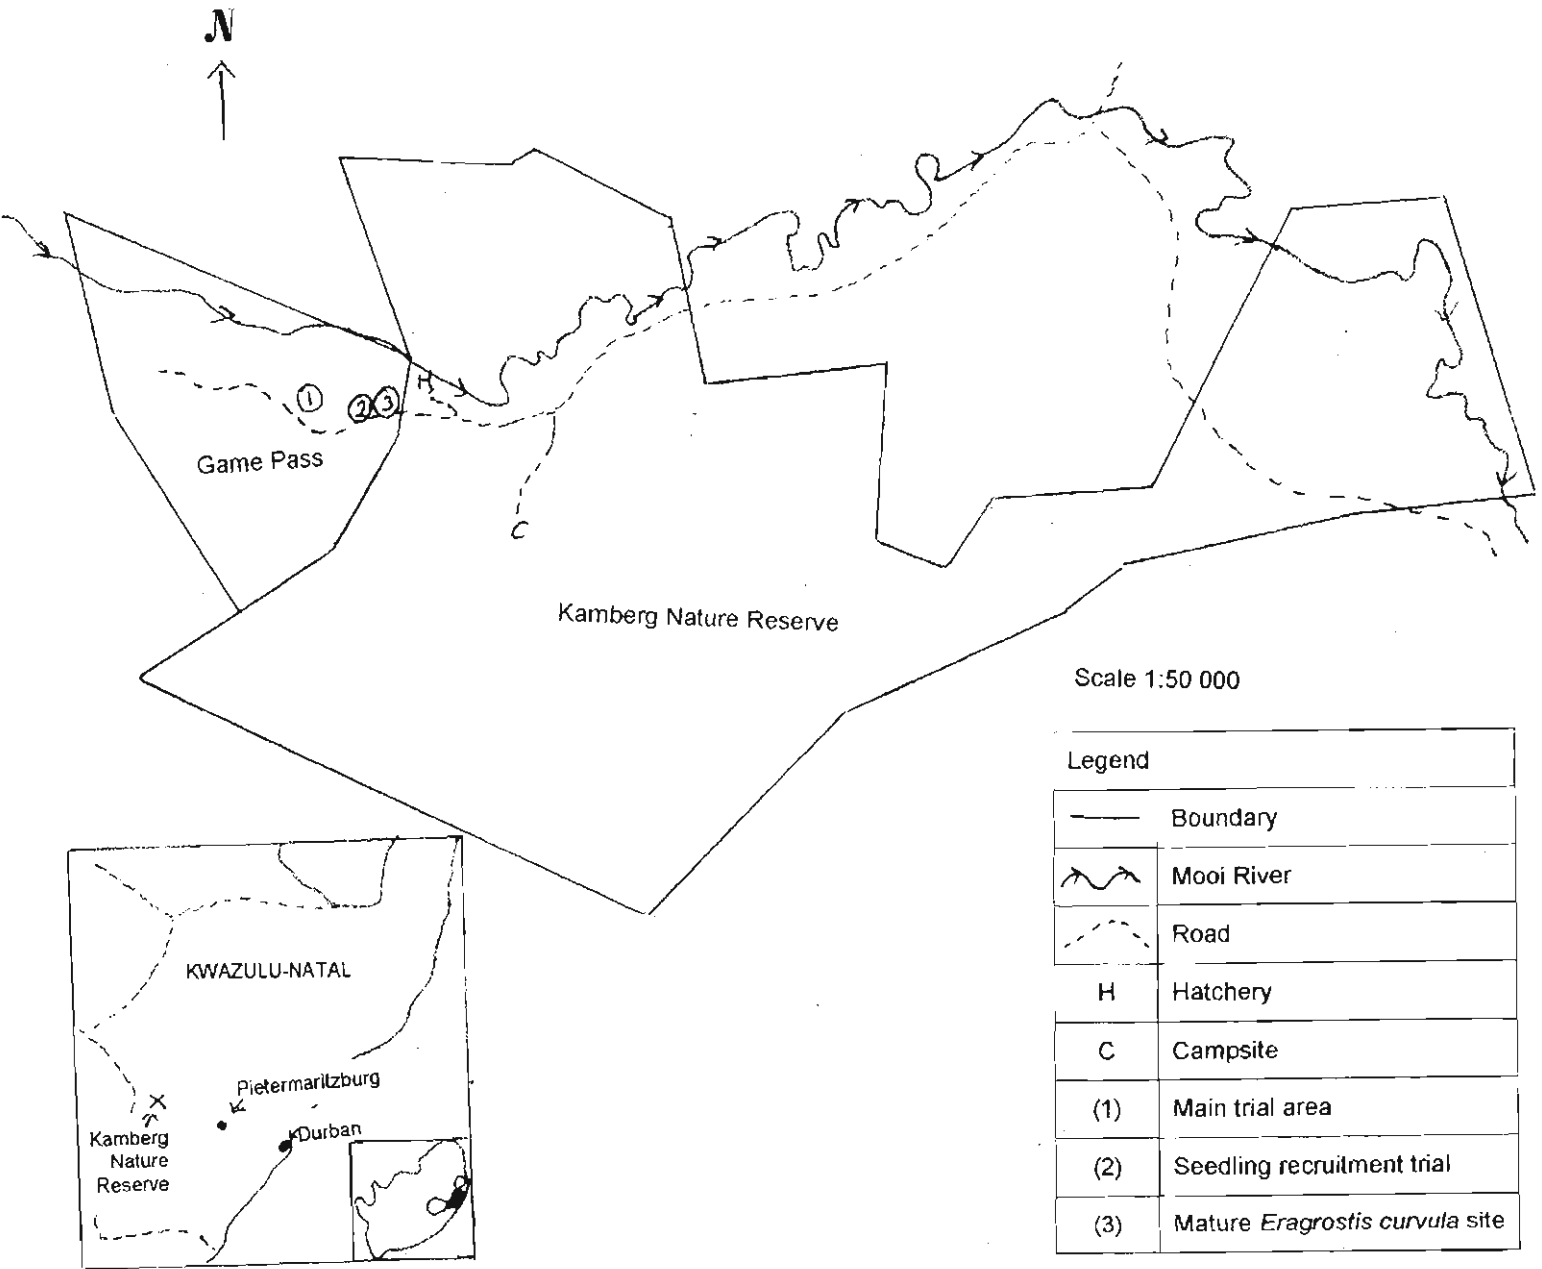 N
H
1
2
3
Game Pass
C
Kamberg Nature Reserve
Scale 1:50 000
Legend
Boundary
Mooi River
Road
H Hatchery
C Campsite
(1) Main trial area
(2) Seedling recruitment trial
(3) Mature Eragrostis curvula site
KWAZULU-NATAL
Pietermaritzburg
X
Durban
Kamberg
Nature
Reserve